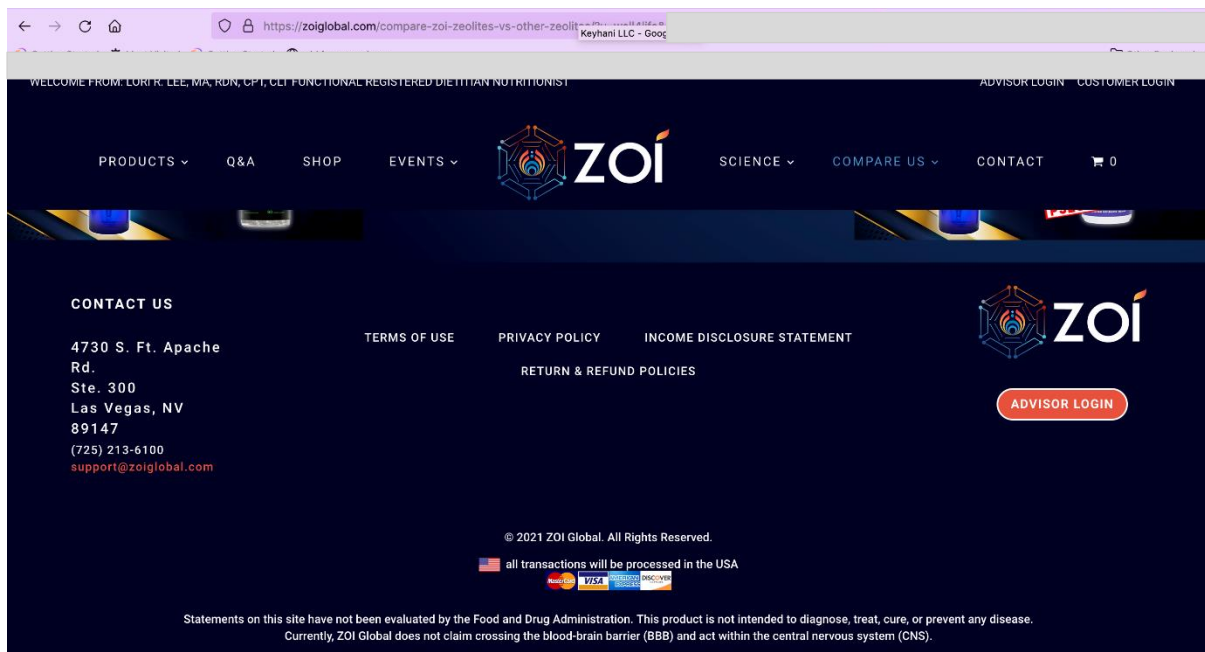 https://zoiglobal.com/compare-zoi-zeolites-vs-other-zeolites/?u=well4life&
Keyhani LLC - Goog
WELCOME FROM: LORI R. LEE, MA, RDN, CPT, CLT FUNCTIONAL REGISTERED DIETITIAN NUTRITIONIST
ADVISOR LOGIN CUSTOMER LOGIN
PRODUCTS Q&A SHOP EVENTS ZOÍ SCIENCE COMPARE US CONTACT 0
CONTACT US
4730 S. Ft. Apache
Rd.
Ste. 300
Las Vegas, NV
89147
(725) 213-6100
support@zoiglobal.com
TERMS OF USE PRIVACY POLICY INCOME DISCLOSURE STATEMENT
RETURN & REFUND POLICIES
ZOÍ
ADVISOR LOGIN
© 2021 ZOI Global. All Rights Reserved.
all transactions will be processed in the USA
MasterCard VISA AMERICAN EXPRESS DISCOVER
Statements on this site have not been evaluated by the Food and Drug Administration. This product is not intended to diagnose, treat, cure, or prevent any disease.
Currently, ZOI Global does not claim crossing the blood-brain barrier (BBB) and act within the central nervous system (CNS).